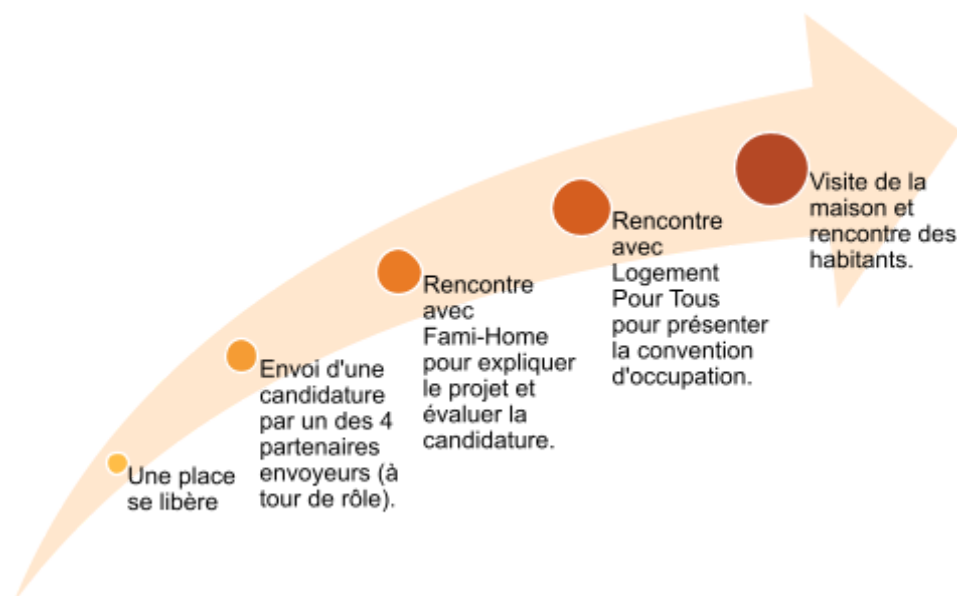 Une place
se libère
Envoi d'une
candidature
par un des 4
partenaires
envoyeurs (à
tour de rôle).
Rencontre
avec
Fami-Home
pour expliquer
le projet et
évaluer la
candidature.
Rencontre
avec
Logement
Pour Tous
pour présenter
la convention
d'occupation.
Visite de la
maison et
rencontre des
habitants.